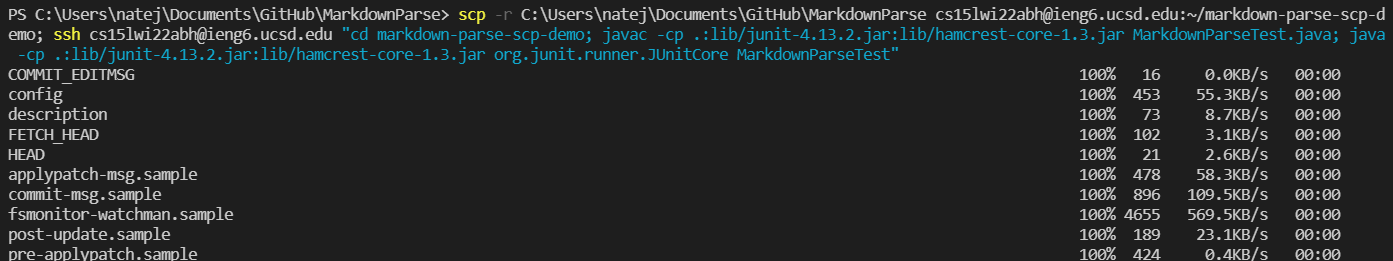 PS C:\Users\natej\Documents\GitHub\MarkdownParse> scp -r C:\Users\natej\Documents\GitHub\MarkdownParse cs15lwi22abh@ieng6.ucsd.edu:~/markdown-parse-scp-d
emo; ssh cs15lwi22abh@ieng6.ucsd.edu "cd markdown-parse-scp-demo; javac -cp .:lib/junit-4.13.2.jar:lib/hamcrest-core-1.3.jar MarkdownParseTest.java; java
 -cp .:lib/junit-4.13.2.jar:lib/hamcrest-core-1.3.jar org.junit.runner.JUnitCore MarkdownParseTest"
COMMIT_EDITMSG 100% 16 0.0KB/s 00:00
config 100% 453 55.3KB/s 00:00
description 100% 73 8.7KB/s 00:00
FETCH_HEAD 100% 102 3.1KB/s 00:00
HEAD 100% 21 2.6KB/s 00:00
applypatch-msg.sample 100% 478 58.3KB/s 00:00
commit-msg.sample 100% 896 109.5KB/s 00:00
fsmonitor-watchman.sample 100% 4655 569.5KB/s 00:00
post-update.sample 100% 189 23.1KB/s 00:00
pre-applypatch.sample 100% 424 0.4KB/s 00:00